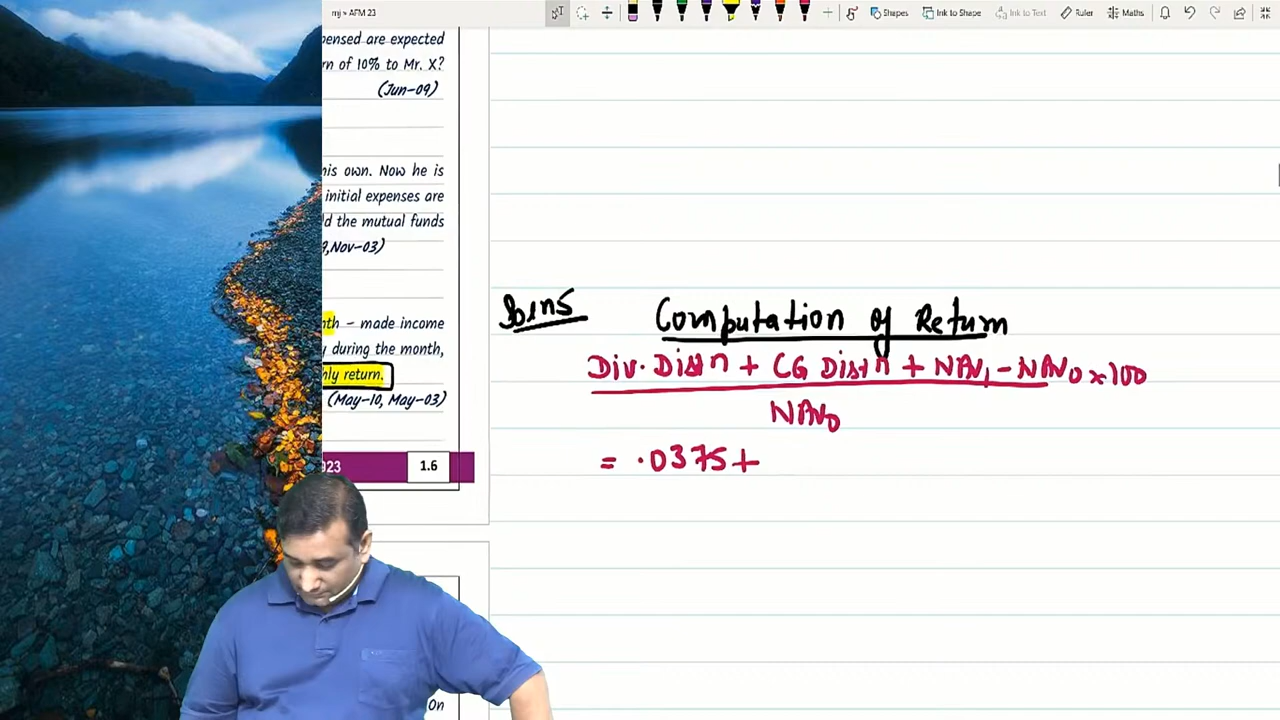 mj » AFM 23
Shapes Ink to Shape Ink to Text Ruler Maths
pensed are expected
rn of 10% to Mr. X?
(Jun-09)
his own. Now he is
initial expenses are
ld the mutual funds
9,Nov-03)
nth – made income
y during the month,
nly return.
(May-10, May-03)
923 1.6
On
Computation of Return
Div. Distn + CG Distn + NAV1 - NAV0 x 100
NAV0
= .0375+